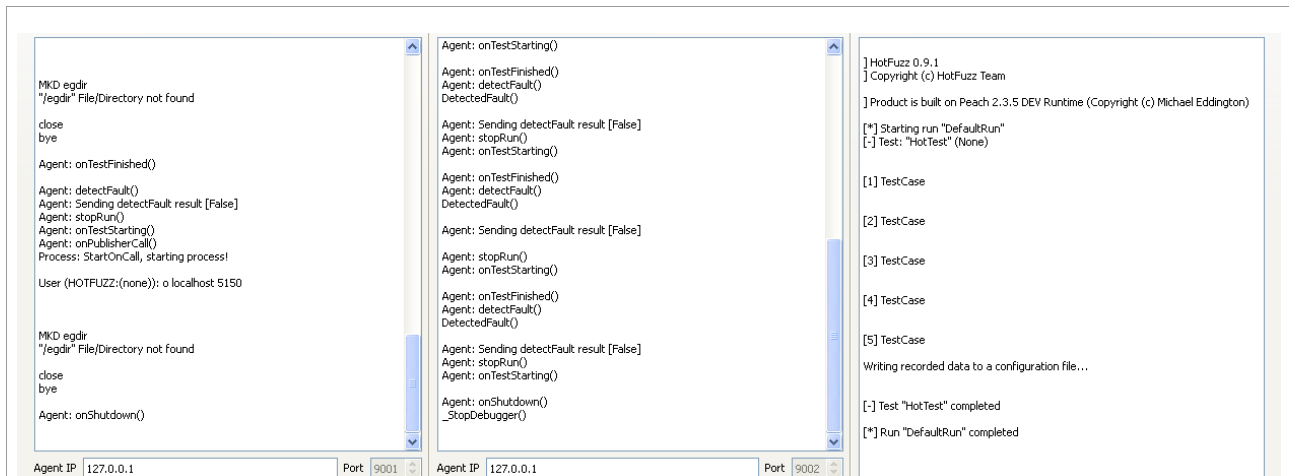 MKD egdir
"/egdir" File/Directory not found
close
bye
Agent: onTestFinished()
Agent: detectFault()
Agent: Sending detectFault result [False]
Agent: stopRun()
Agent: onTestStarting()
Agent: onPublisherCall()
Process: StartOnCall, starting process!
User (HOTFUZZ:(none)): o localhost 5150
MKD egdir
"/egdir" File/Directory not found
close
bye
Agent: onShutdown()
Agent IP 127.0.0.1 Port 9001
Agent: onTestStarting()
Agent: onTestFinished()
Agent: detectFault()
DetectedFault()
Agent: Sending detectFault result [False]
Agent: stopRun()
Agent: onTestStarting()
Agent: onTestFinished()
Agent: detectFault()
DetectedFault()
Agent: Sending detectFault result [False]
Agent: stopRun()
Agent: onTestStarting()
Agent: onTestFinished()
Agent: detectFault()
DetectedFault()
Agent: Sending detectFault result [False]
Agent: stopRun()
Agent: onTestStarting()
Agent: onShutdown()
_StopDebugger()
Agent IP 127.0.0.1 Port 9002
] HotFuzz 0.9.1
] Copyright (c) HotFuzz Team
] Product is built on Peach 2.3.5 DEV Runtime (Copyright (c) Michael Eddington)
[*] Starting run "DefaultRun"
[-] Test: "HotTest" (None)
[1] TestCase
[2] TestCase
[3] TestCase
[4] TestCase
[5] TestCase
Writing recorded data to a configuration file...
[-] Test "HotTest" completed
[*] Run "DefaultRun" completed